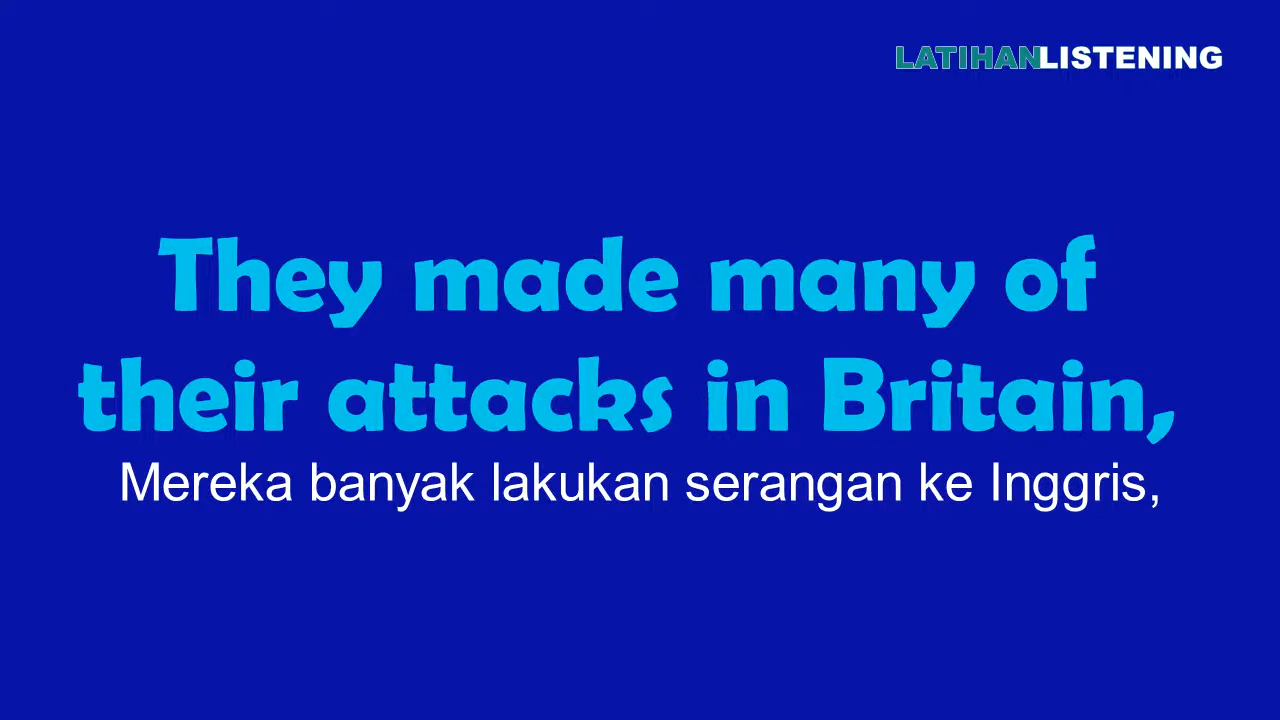 LATIHANLISTENING
They made many of
their attacks in Britain,
Mereka banyak lakukan serangan ke Inggris,